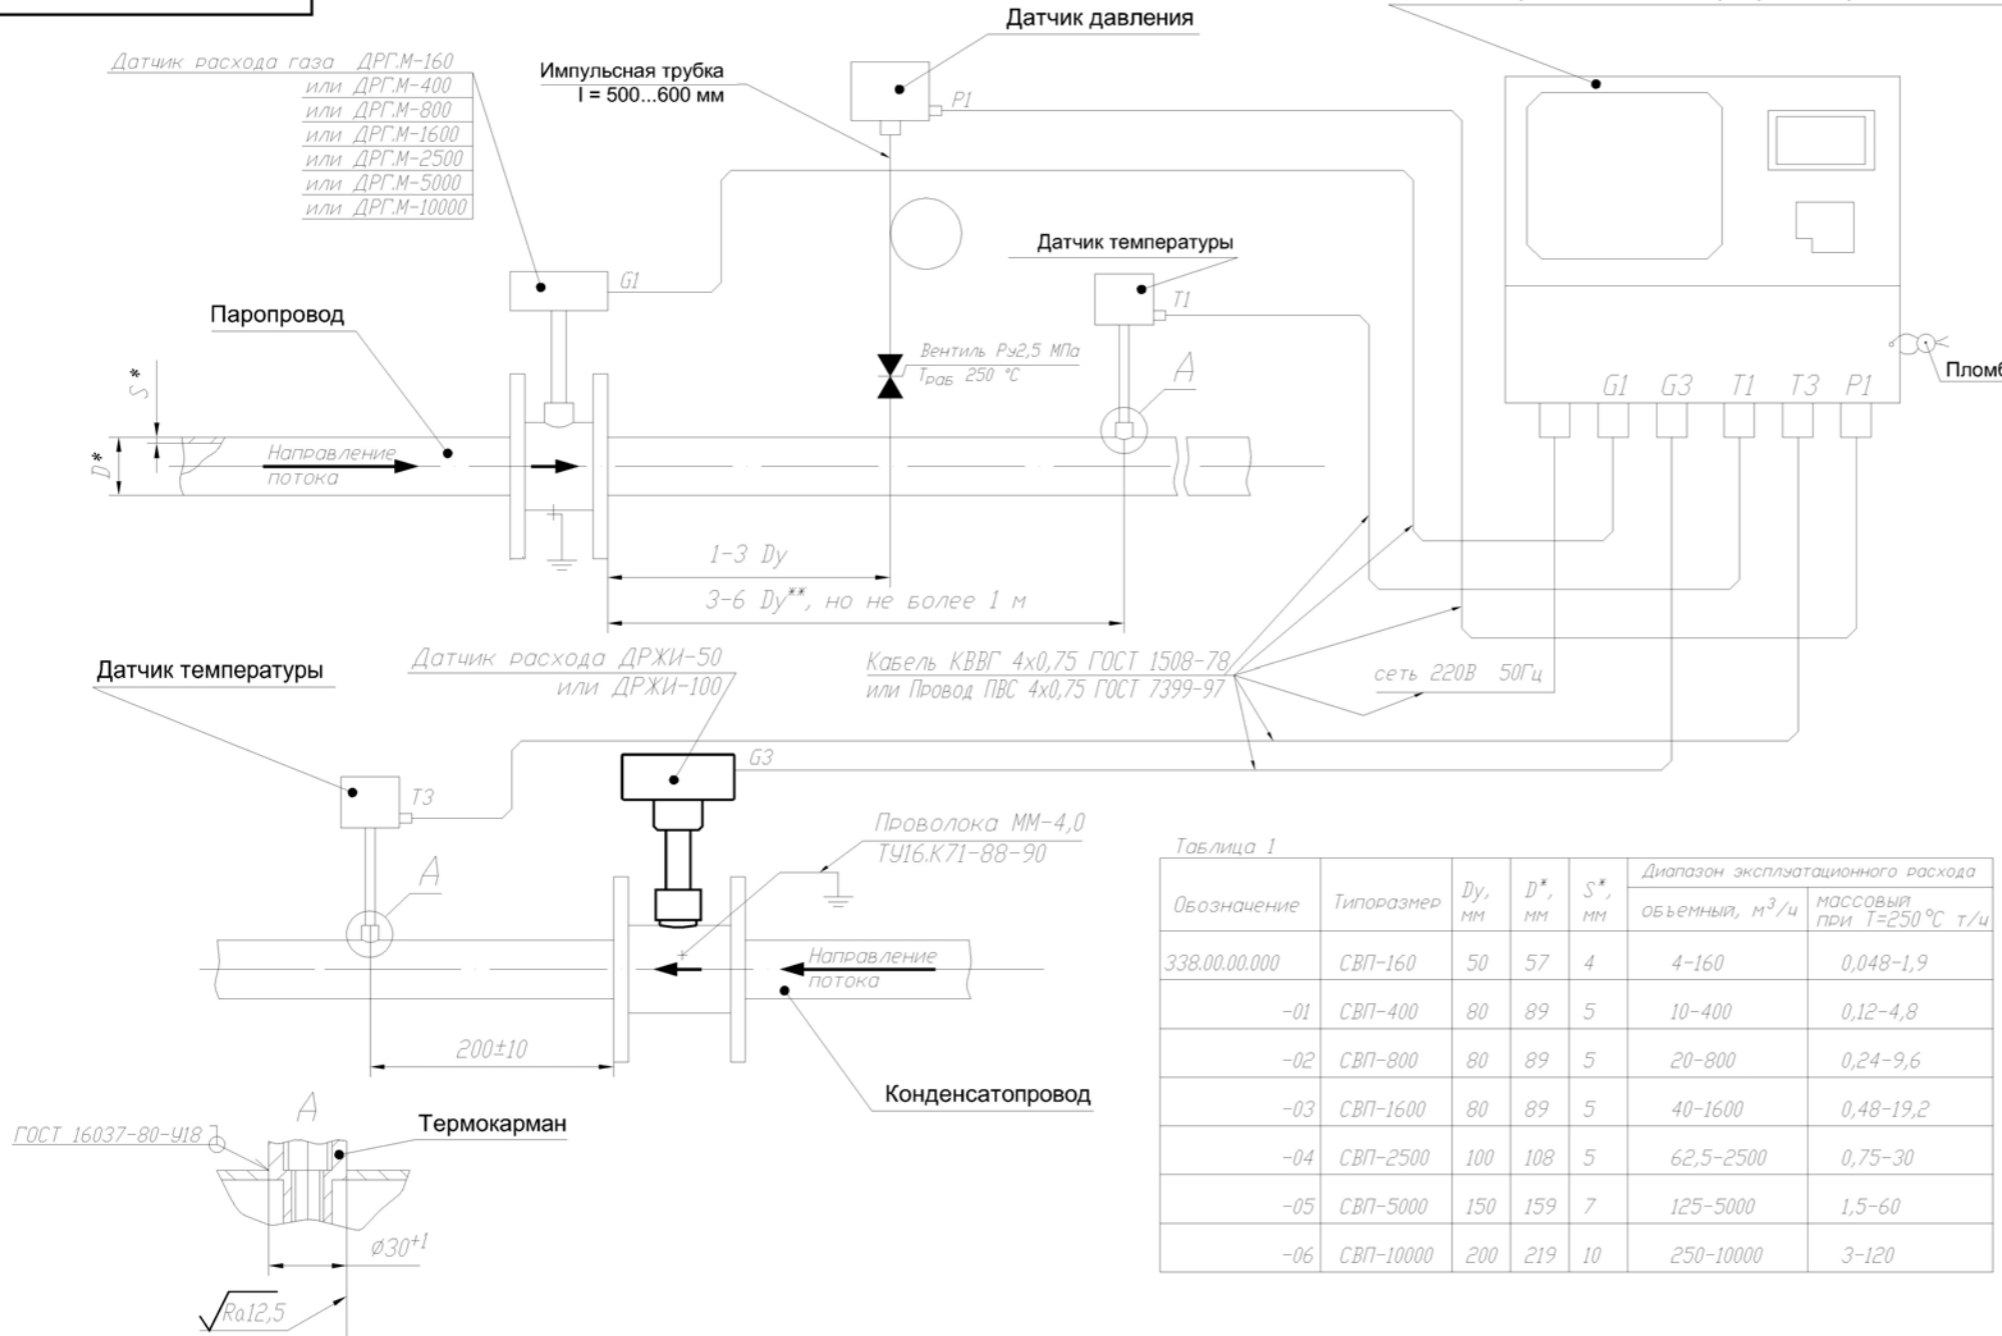 Датчик давления
Датчик расхода газа ДРГ.М-160
или ДРГ.М-400
или ДРГ.М-800
или ДРГ.М-1600
или ДРГ.М-2500
или ДРГ.М-5000
или ДРГ.М-10000
Импульсная трубка
l = 500...600 мм
P1
G1
Датчик температуры
T1
Паропровод
Вентиль Ру2,5 МПа
Tраб 250 °C
A
S*
D*
Направление
потока
G1 G3 T1 T3 P1
Пломб
1-3 Dy
3-6 Dy**, но не более 1 м
Датчик температуры
Датчик расхода ДРЖИ-50
или ДРЖИ-100
Кабель КВВГ 4x0,75 ГОСТ 1508-78
или Провод ПВС 4x0,75 ГОСТ 7399-97
сеть 220В 50Гц
G3
T3
Проволока ММ-4,0
ТУ16.К71-88-90
A
Направление
потока
200±10
Конденсатопровод
A
Термокарман
ГОСТ 16037-80-У18
ø30+1
Ra12,5
Таблица 1
Обозначение Типоразмер Dy, мм D*, мм S*, мм Диапазон эксплуатационного расхода
объемный, м³/ч массовый при T=250°C т/ч
338.00.00.000 СВП-160 50 57 4 4-160 0,048-1,9
-01 СВП-400 80 89 5 10-400 0,12-4,8
-02 СВП-800 80 89 5 20-800 0,24-9,6
-03 СВП-1600 80 89 5 40-1600 0,48-19,2
-04 СВП-2500 100 108 5 62,5-2500 0,75-30
-05 СВП-5000 150 159 7 125-5000 1,5-60
-06 СВП-10000 200 219 10 250-10000 3-120